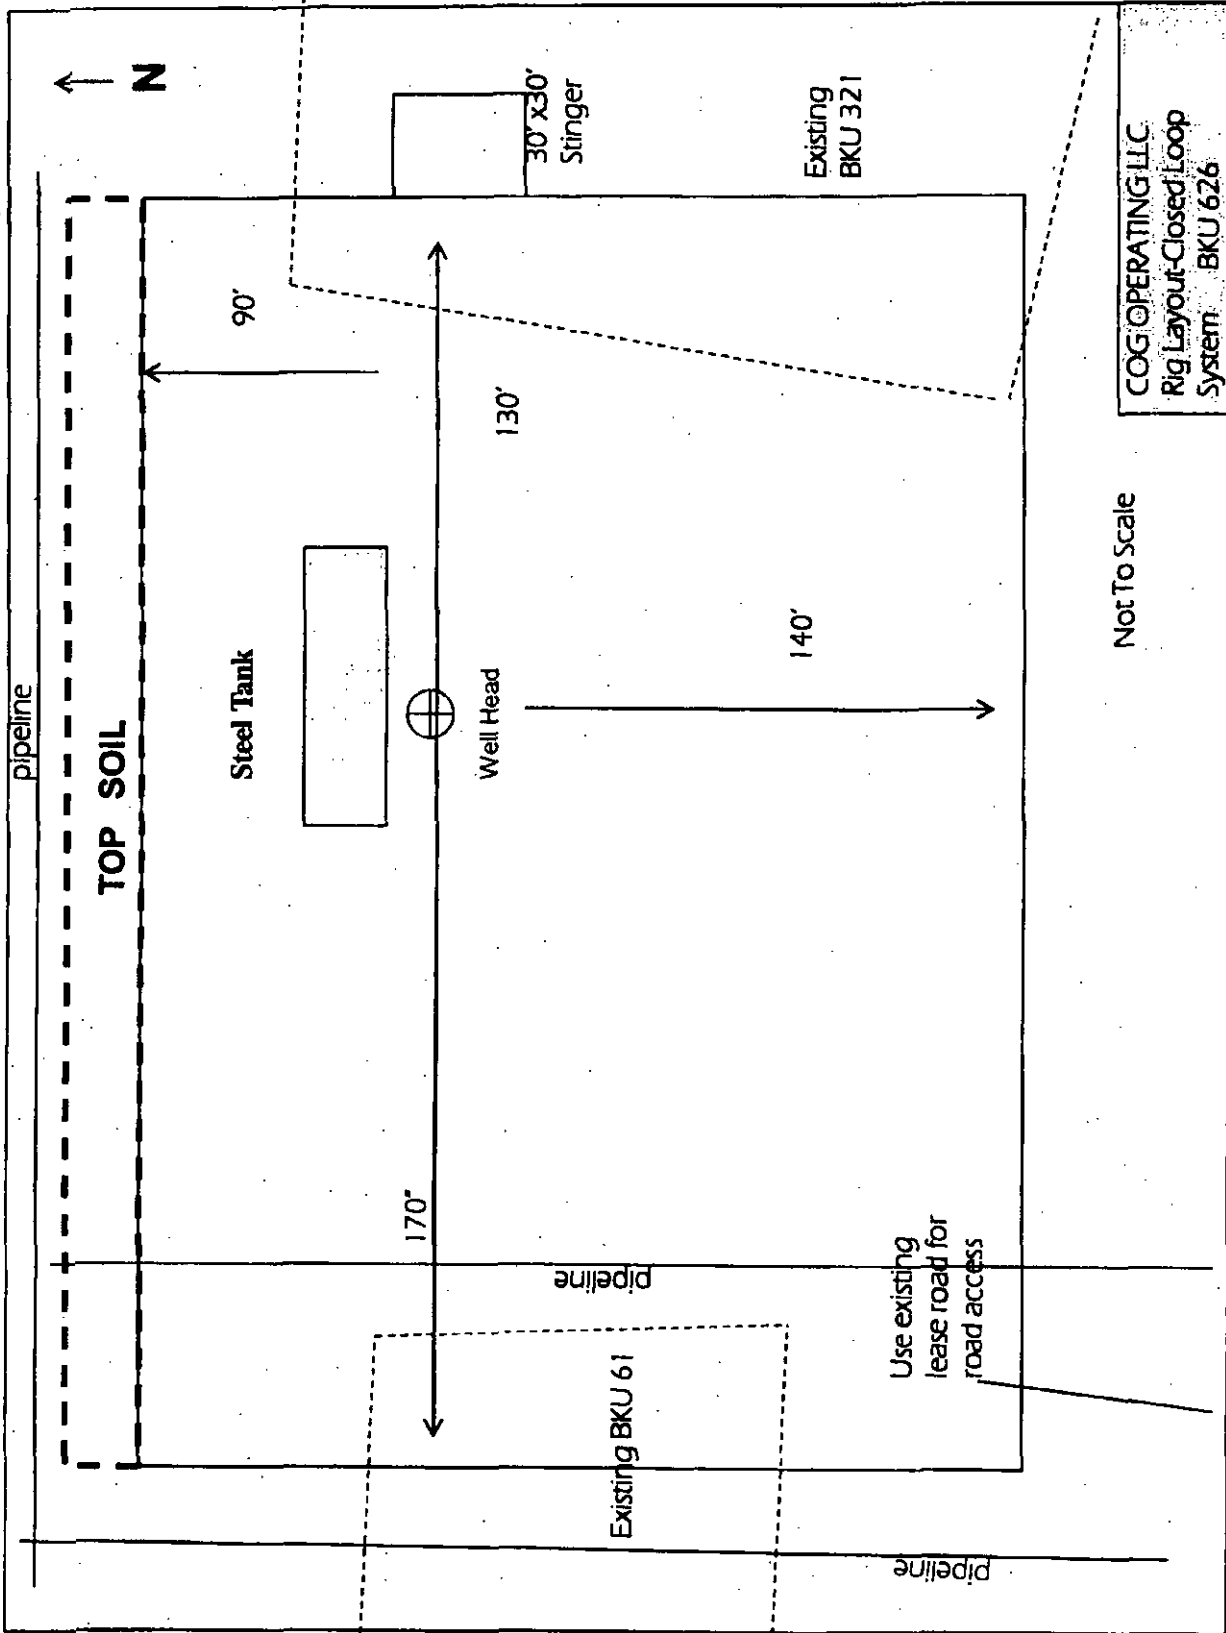 pipeline
N
TOP SOIL
90'
30' x30'
Stinger
Steel Tank
130'
Well Head
170"
140'
Existing
BKU 321
pipeline
Existing BKU 61
Use existing
lease road for
road access
pipeline
Not To Scale
COG OPERATING LLC
Rig Layout-Closed Loop
System BKU 626